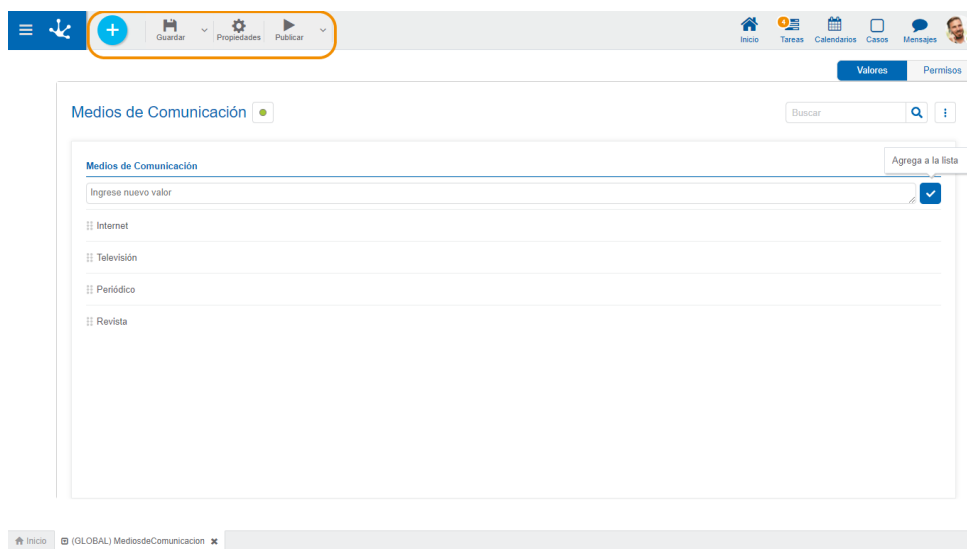 Guardar Propiedades Publicar
Inicio 4 Tareas Calendarios Casos Mensajes
Valores Permisos
Medios de Comunicación
Buscar
Agrega a la lista
Medios de Comunicación
Ingrese nuevo valor
Internet
Televisión
Periódico
Revista
Inicio (GLOBAL) MediosdeComunicacion